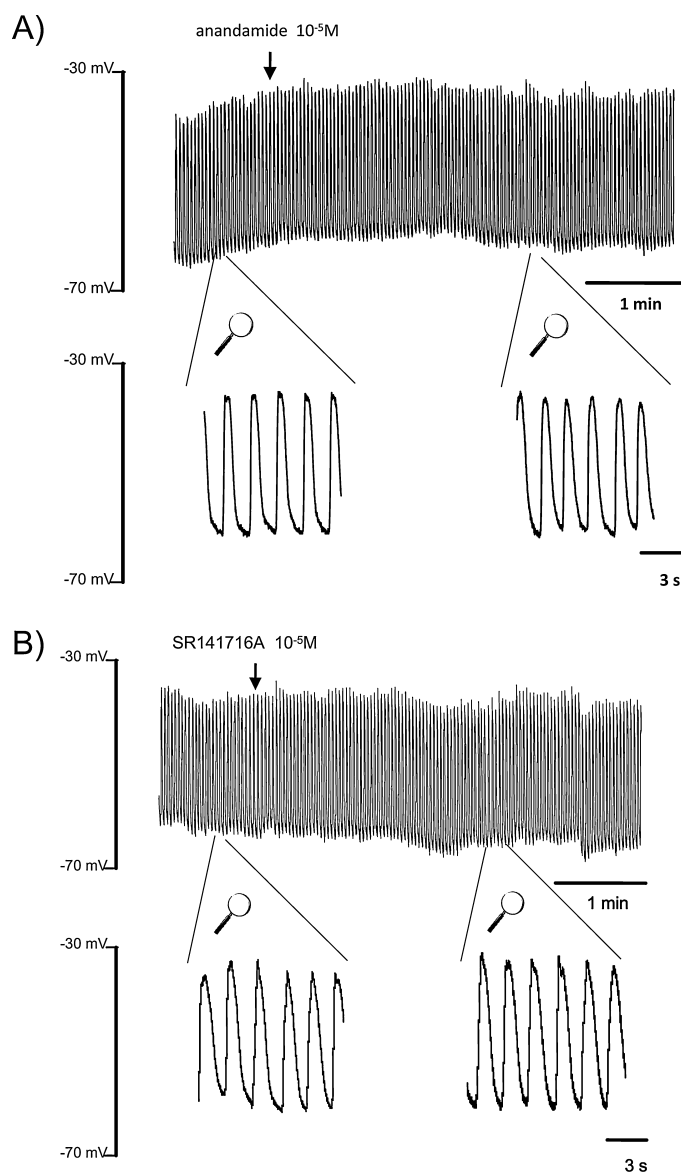 A)
anandamide 10-5M
-30 mV
-70 mV
1 min
-30 mV
-70 mV
3 s
B)
SR141716A 10-5M
-30 mV
-70 mV
1 min
-30 mV
-70 mV
3 s